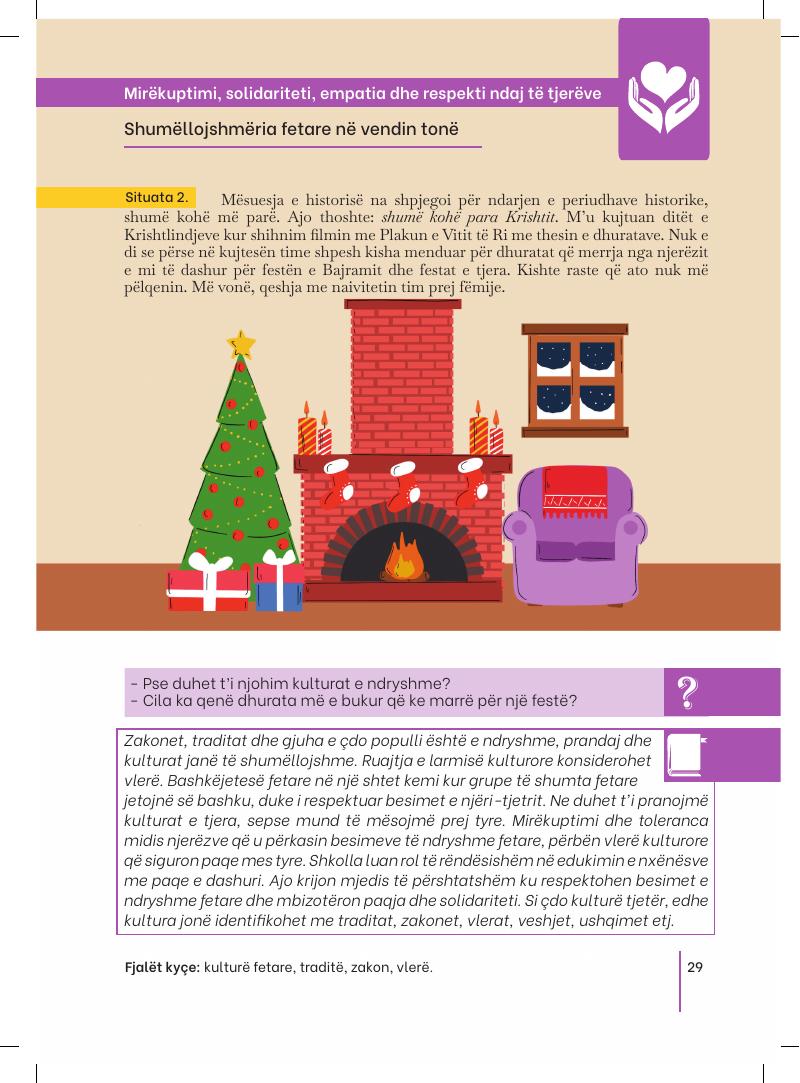 Mirëkuptimi, solidariteti, empatia dhe respekti ndaj të tjerëve
Shumëllojshmëria fetare në vendin tonë
Situata 2. Mësuesja e historisë na shpjegoi për ndarjen e periudhave historike,
shumë kohë më parë. Ajo thoshte: shumë kohë para Krishtit. M’u kujtuan ditët e
Krishtlindjeve kur shihnim filmin me Plakun e Vitit të Ri me thesin e dhuratave. Nuk e
di se përse në kujtesën time shpesh kisha menduar për dhuratat që merrja nga njerëzit
e mi të dashur për festën e Bajramit dhe festat e tjera. Kishte raste që ato nuk më
pëlqenin. Më vonë, qeshja me naivitetin tim prej fëmije.
- Pse duhet t’i njohim kulturat e ndryshme?
- Cila ka qenë dhurata më e bukur që ke marrë për një festë?
?
Zakonet, traditat dhe gjuha e çdo populli është e ndryshme, prandaj dhe
kulturat janë të shumëllojshme. Ruajtja e larmisë kulturore konsiderohet
vlerë. Bashkëjetesë fetare në një shtet kemi kur grupe të shumta fetare
jetojnë së bashku, duke i respektuar besimet e njëri-tjetrit. Ne duhet t’i pranojmë
kulturat e tjera, sepse mund të mësojmë prej tyre. Mirëkuptimi dhe toleranca
midis njerëzve që u përkasin besimeve të ndryshme fetare, përbën vlerë kulturore
që siguron paqe mes tyre. Shkolla luan rol të rëndësishëm në edukimin e nxënësve
me paqe e dashuri. Ajo krijon mjedis të përshtatshëm ku respektohen besimet e
ndryshme fetare dhe mbizotëron paqja dhe solidariteti. Si çdo kulturë tjetër, edhe
kultura jonë identifikohet me traditat, zakonet, vlerat, veshjet, ushqimet etj.
Fjalët kyçe: kulturë fetare, traditë, zakon, vlerë.
29